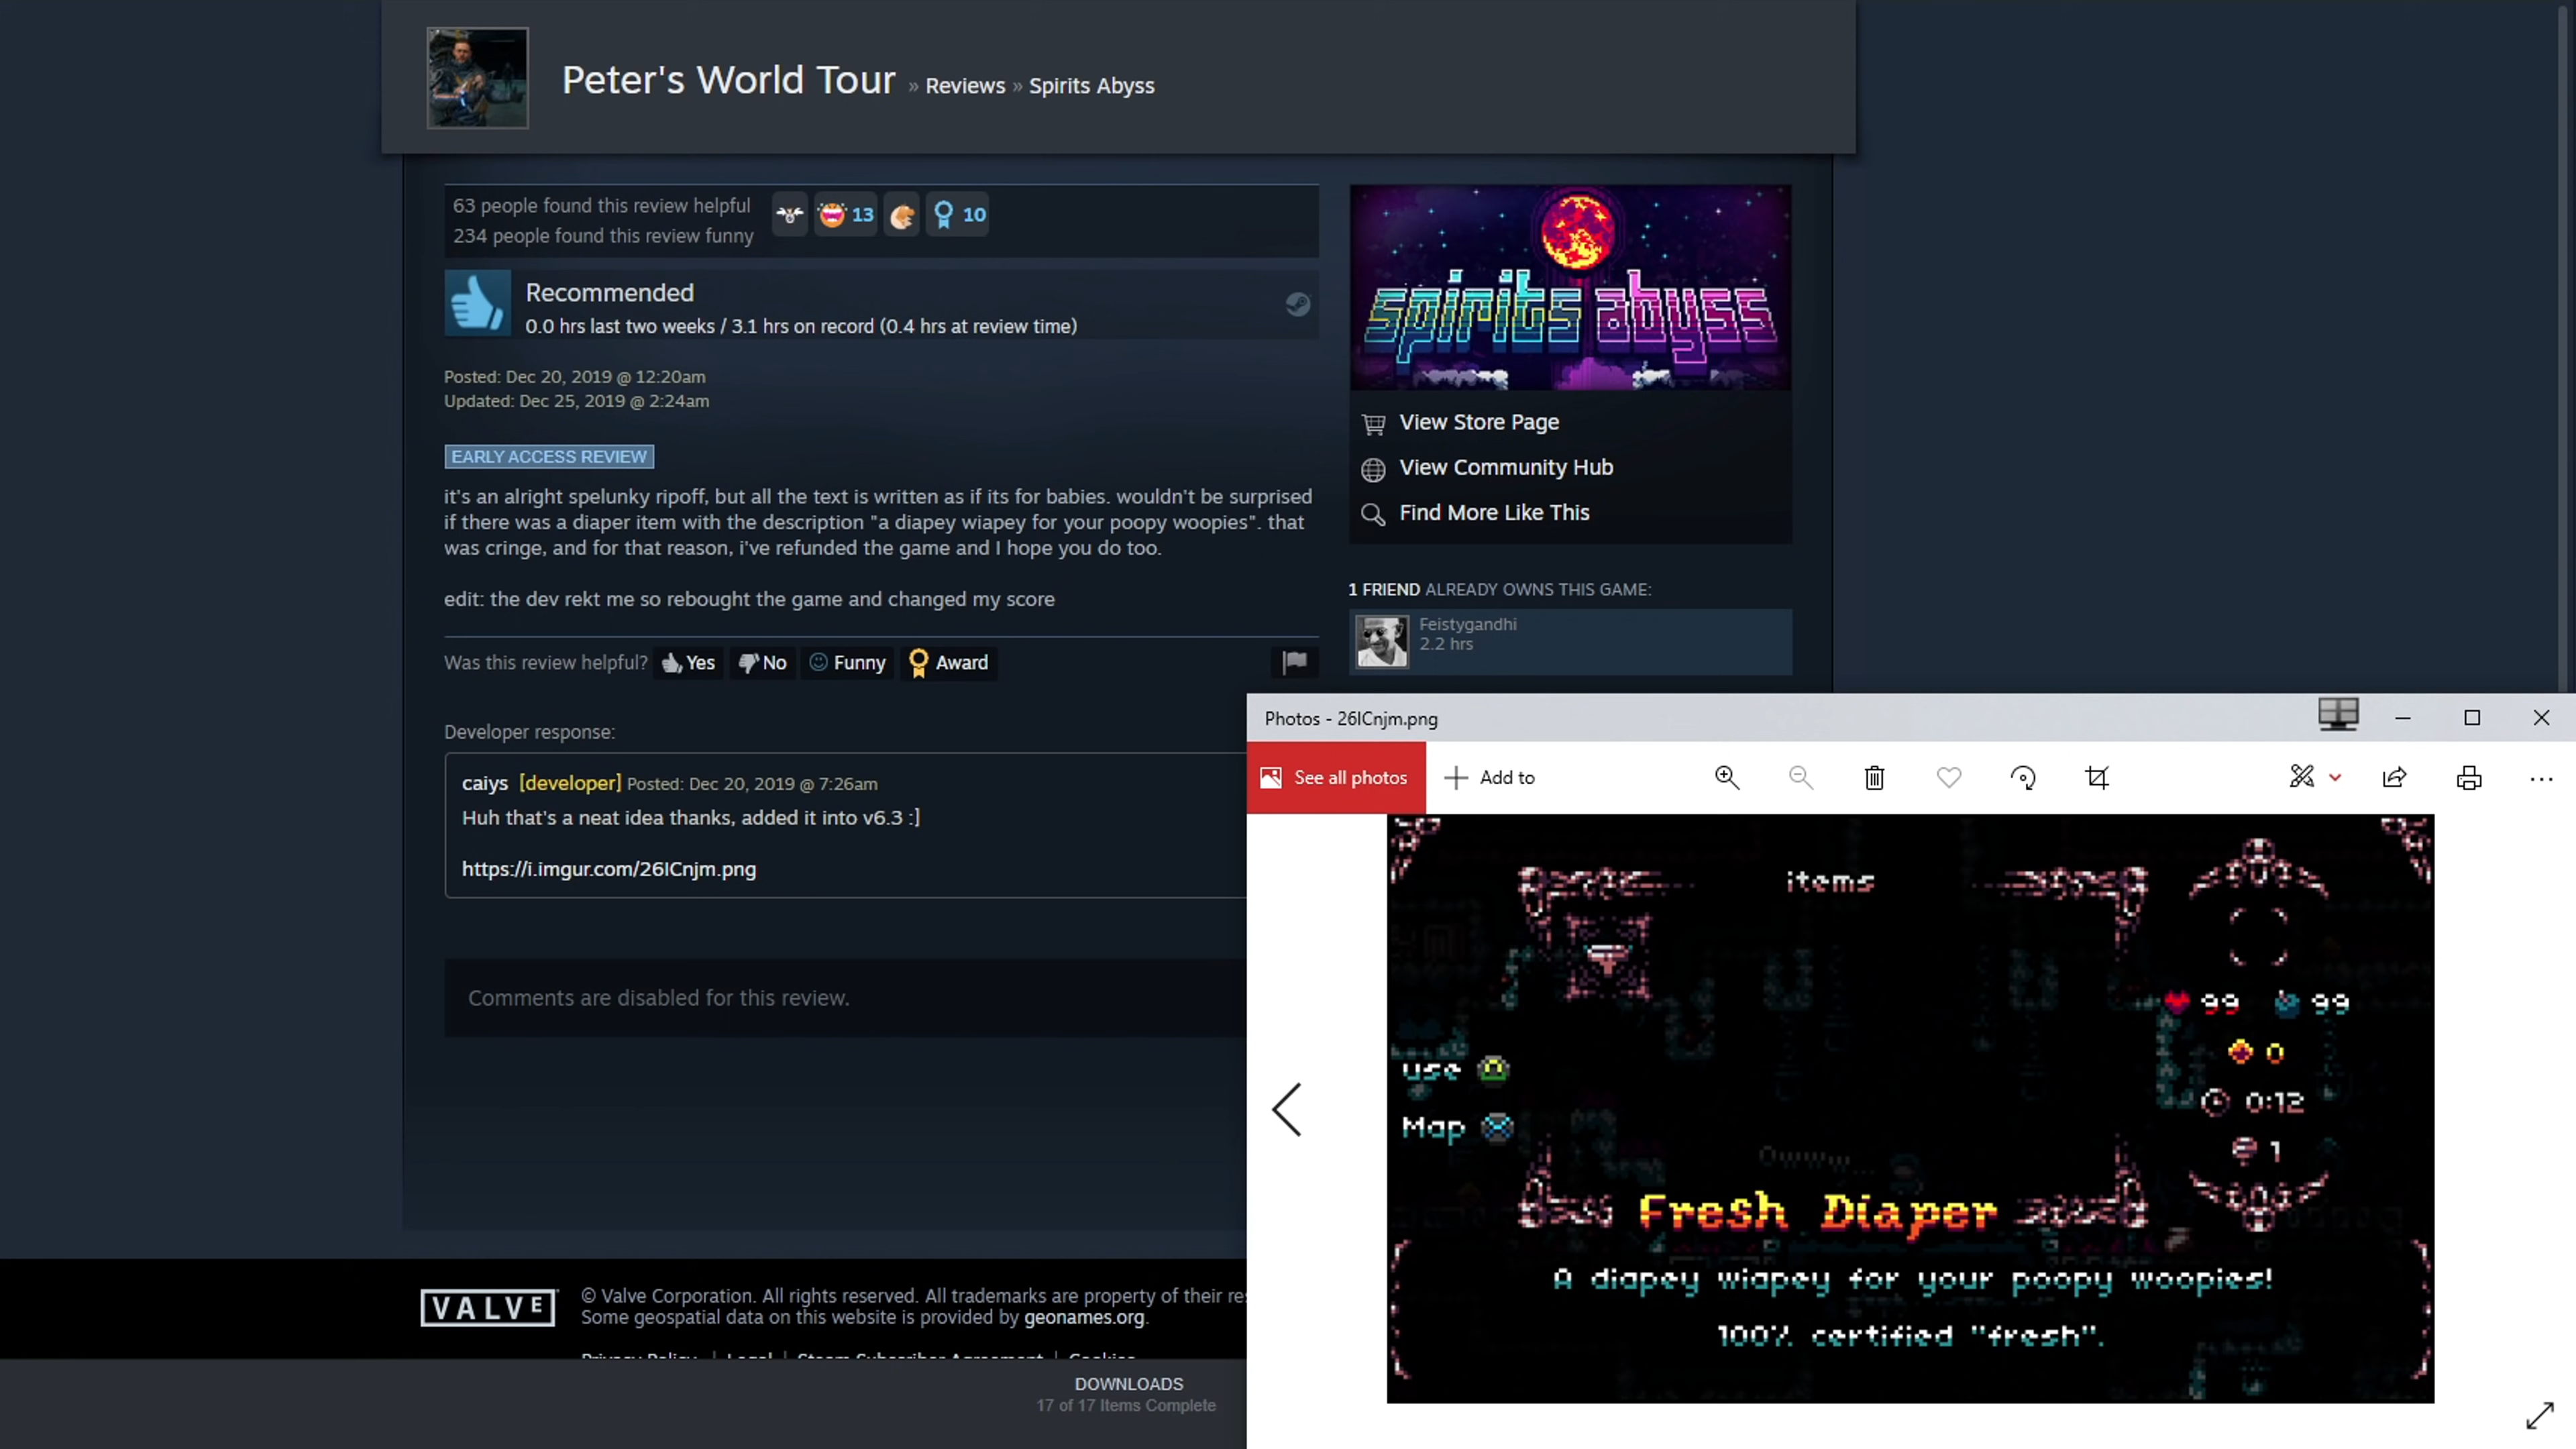 Peter's World Tour » Reviews » Spirits Abyss
63 people found this review helpful
234 people found this review funny
13
10
Recommended
0.0 hrs last two weeks / 3.1 hrs on record (0.4 hrs at review time)
Posted: Dec 20, 2019 @ 12:20am
Updated: Dec 25, 2019 @ 2:24am
EARLY ACCESS REVIEW
it's an alright spelunky ripoff, but all the text is written as if its for babies. wouldn't be surprised
if there was a diaper item with the description "a diapey wiapey for your poopy woopies". that
was cringe, and for that reason, i've refunded the game and I hope you do too.
edit: the dev rekt me so rebought the game and changed my score
Was this review helpful? Yes No Funny Award
Developer response:
caiys [developer] Posted: Dec 20, 2019 @ 7:26am
Huh that's a neat idea thanks, added it into v6.3 :]
https://i.imgur.com/26ICnjm.png
Comments are disabled for this review.
spirits abyss
View Store Page
View Community Hub
Find More Like This
1 FRIEND ALREADY OWNS THIS GAME:
Feistygandhi
2.2 hrs
Photos - 26ICnjm.png
See all photos
Add to
items
99 99
0
0:12
1
use
Map
Fresh Diaper
A diapey wiapey for your poopy woopies!
100% certified "fresh".
VALVE
© Valve Corporation. All rights reserved. All trademarks are property of their res
Some geospatial data on this website is provided by geonames.org.
Privacy Policy | Legal | Steam Subscriber Agreement | Cookies
DOWNLOADS
17 of 17 Items Complete